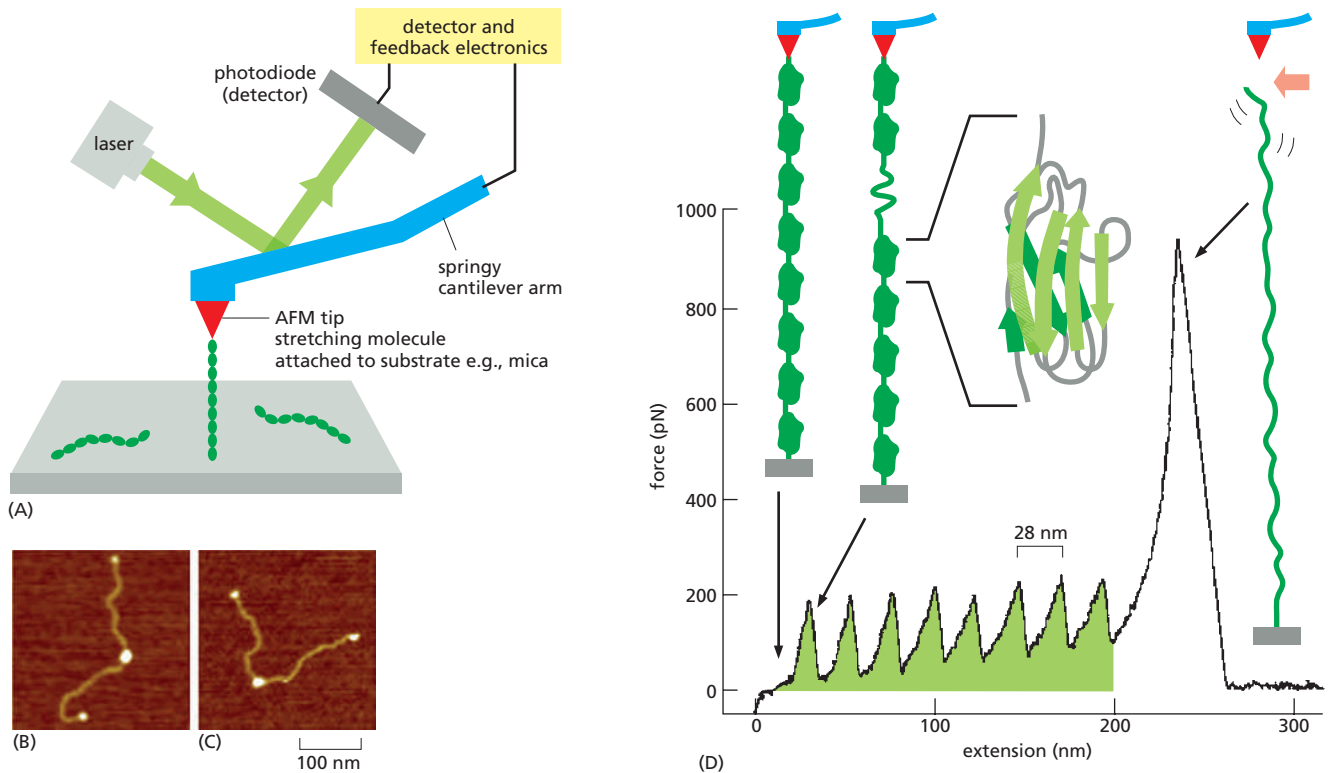 detector and
feedback electronics
photodiode
(detector)
laser
springy
cantilever arm
AFM tip
stretching molecule
attached to substrate e.g., mica
(A)
(B)
(C)
100 nm
1000
800
600
400
200
0
force (pN)
28 nm
0
100
200
300
extension (nm)
(D)